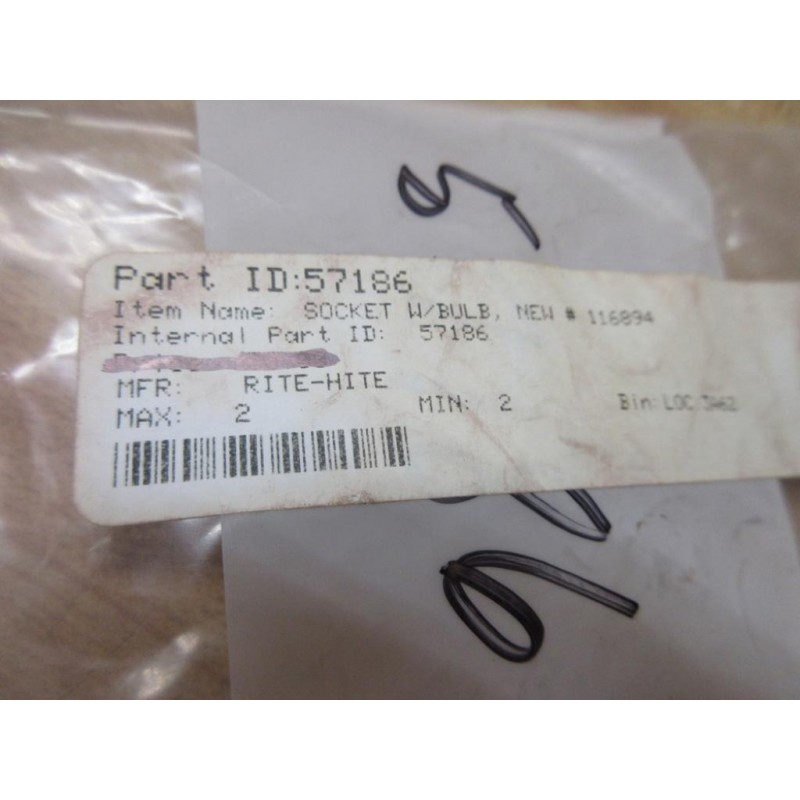 Part ID:57186
Item Name: SOCKET W/BULB, NEW # 116894
Internal Part ID: 57186
MFR: RITE-HITE
MAX: 2 MIN: 2 Bin: LOC 3A62